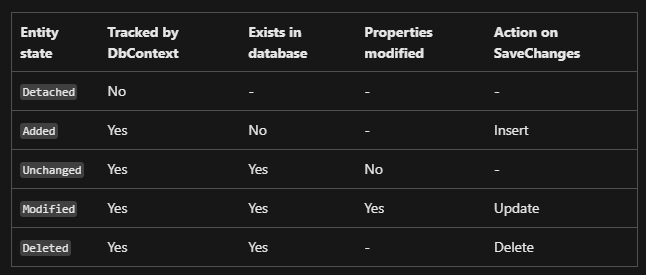 Entity state Tracked by DbContext Exists in database Properties modified Action on SaveChanges
Detached No - - -
Added Yes No - Insert
Unchanged Yes Yes No -
Modified Yes Yes Yes Update
Deleted Yes Yes - Delete